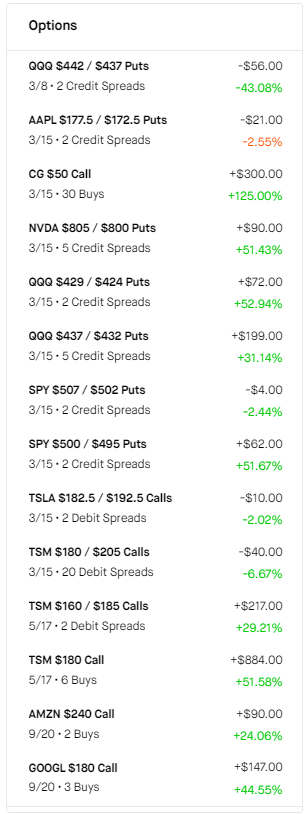 Options
QQQ $442 / $437 Puts -$56.00
3/8 • 2 Credit Spreads -43.08%
AAPL $177.5 / $172.5 Puts -$21.00
3/15 • 2 Credit Spreads -2.55%
CG $50 Call +$300.00
3/15 • 30 Buys +125.00%
NVDA $805 / $800 Puts +$90.00
3/15 • 5 Credit Spreads +51.43%
QQQ $429 / $424 Puts +$72.00
3/15 • 2 Credit Spreads +52.94%
QQQ $437 / $432 Puts +$199.00
3/15 • 5 Credit Spreads +31.14%
SPY $507 / $502 Puts -$4.00
3/15 • 2 Credit Spreads -2.44%
SPY $500 / $495 Puts +$62.00
3/15 • 2 Credit Spreads +51.67%
TSLA $182.5 / $192.5 Calls -$10.00
3/15 • 2 Debit Spreads -2.02%
TSM $180 / $205 Calls -$40.00
3/15 • 20 Debit Spreads -6.67%
TSM $160 / $185 Calls +$217.00
5/17 • 2 Debit Spreads +29.21%
TSM $180 Call +$884.00
5/17 • 6 Buys +51.58%
AMZN $240 Call +$90.00
9/20 • 2 Buys +24.06%
GOOGL $180 Call +$147.00
9/20 • 3 Buys +44.55%